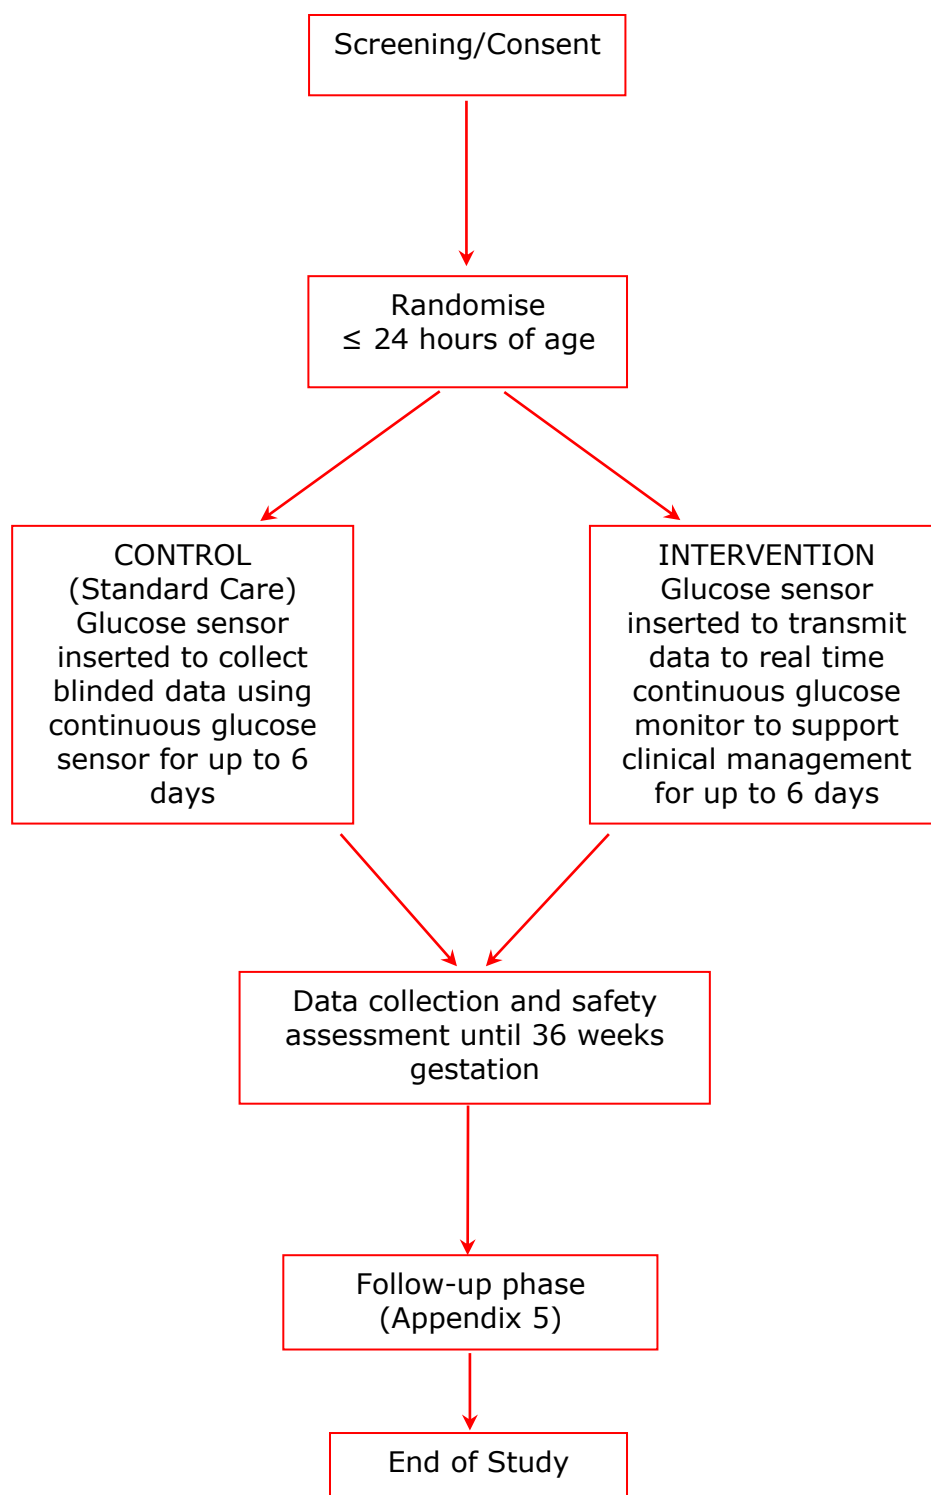 Screening/Consent
Randomise
≤ 24 hours of age
CONTROL
(Standard Care)
Glucose sensor
inserted to collect
blinded data using
continuous glucose
sensor for up to 6
days
INTERVENTION
Glucose sensor
inserted to transmit
data to real time
continuous glucose
monitor to support
clinical management
for up to 6 days
Data collection and safety
assessment until 36 weeks
gestation
Follow-up phase
(Appendix 5)
End of Study